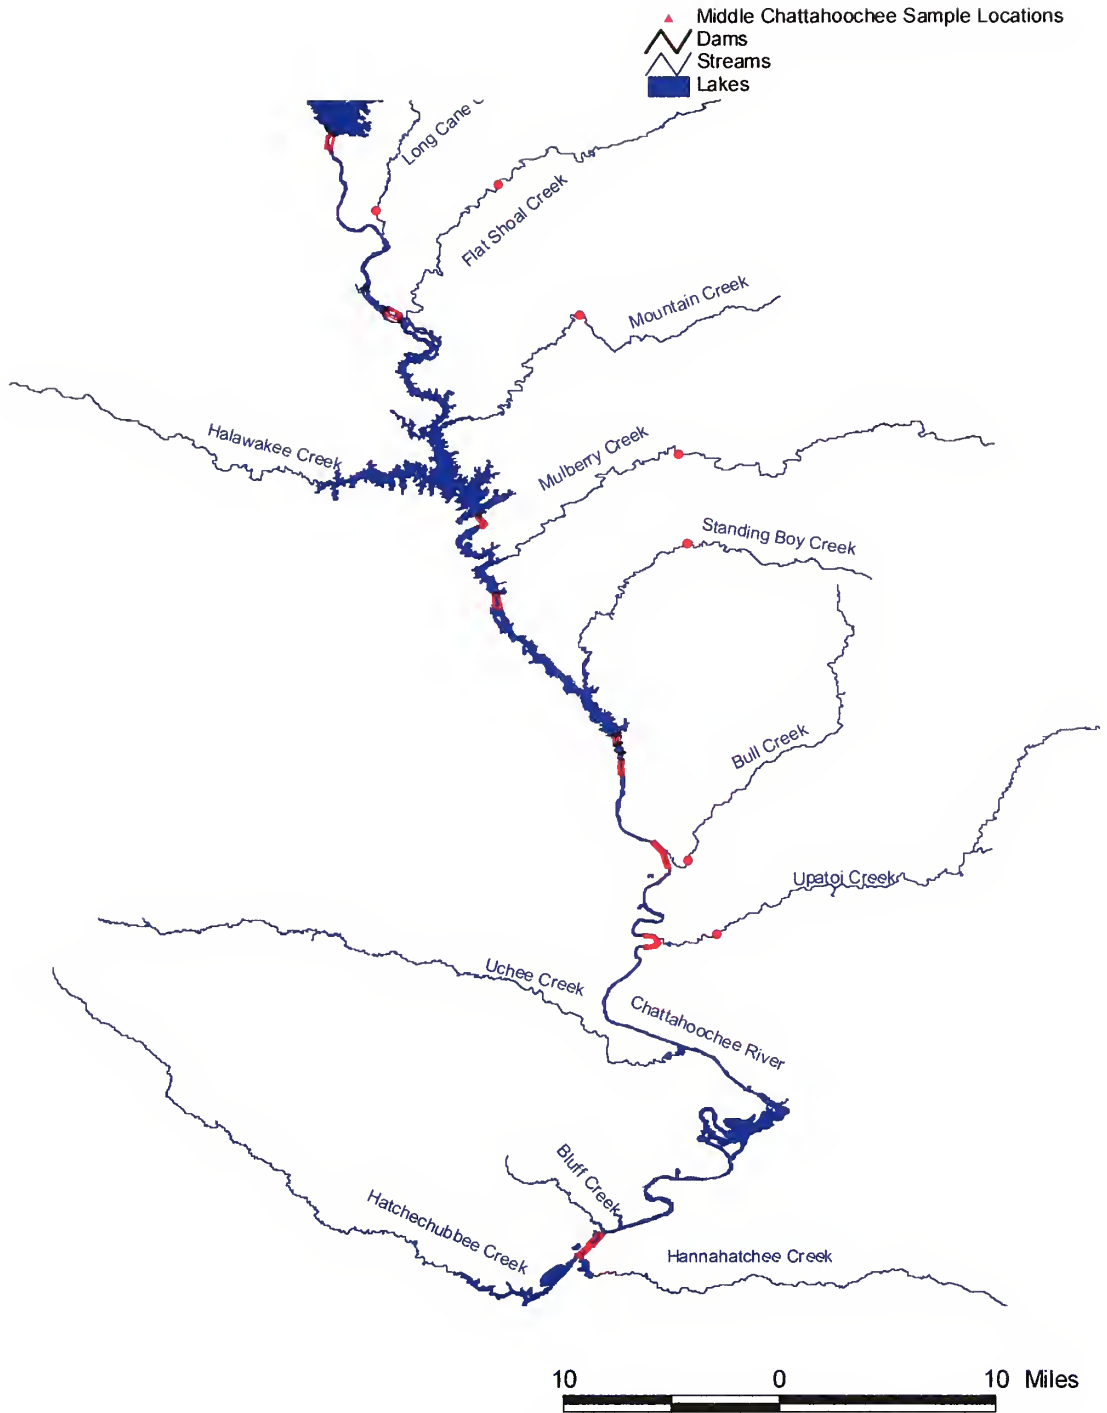 Middle Chattahoochee Sample Locations
Dams
Streams
Lakes
Long Cane C
Flat Shoal Creek
Mountain Creek
Halawakee Creek
Mulberry Creek
Standing Boy Creek
Bull Creek
Upatoi Creek
Uchee Creek
Chattahoochee River
Bluff Creek
Hatchechubbee Creek
Hannahatchee Creek
10 0 10 Miles